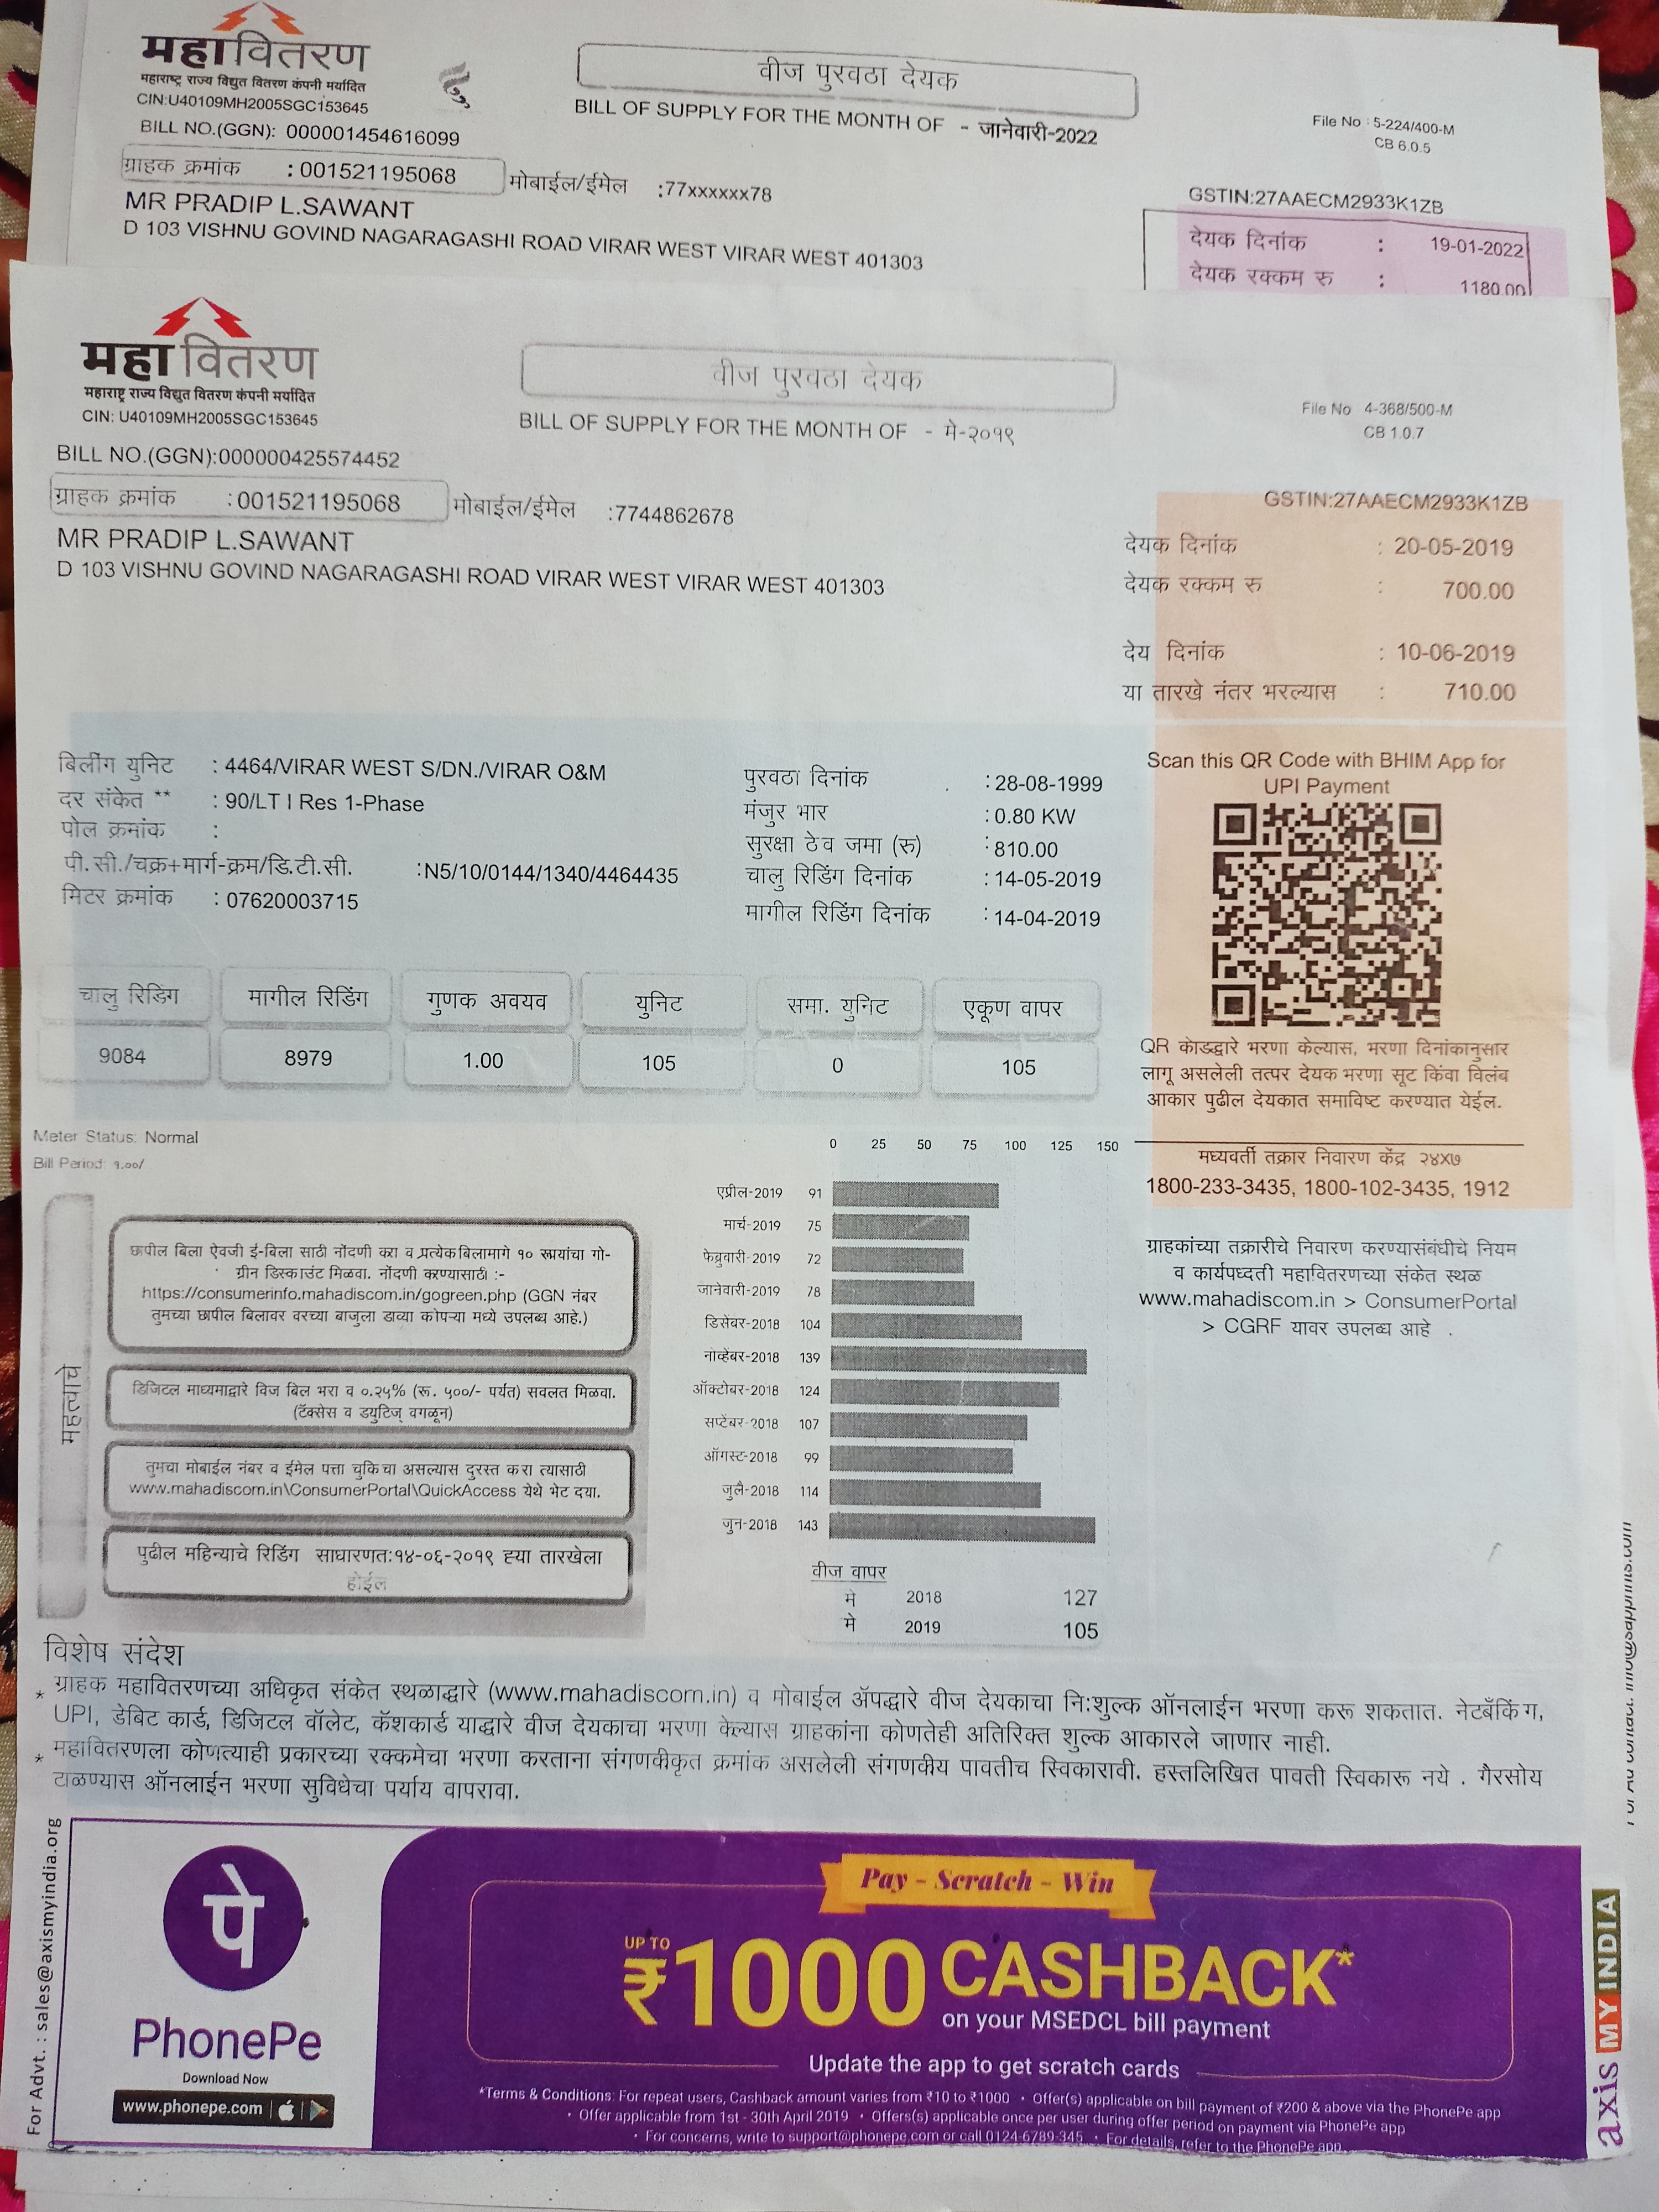 महावितरण
महाराष्ट्र राज्य विद्युत वितरण कंपनी मर्यादित
CIN:U40109MH2005SGC153645
वीज पुरवठा देयक
BILL OF SUPPLY FOR THE MONTH OF - जानेवारी-2022
File No : 5-224/400-M
CB 6.0.5
BILL NO.(GGN): 000001454616099
ग्राहक क्रमांक :001521195068 मोबाईल/ईमेल :77xxxxxx78
GSTIN:27AAECM2933K1ZB
MR PRADIP L.SAWANT
D 103 VISHNU GOVIND NAGARAGASHI ROAD VIRAR WEST VIRAR WEST 401303
देयक दिनांक : 19-01-2022
देयक रक्कम रु : 1180.00
महावितरण
महाराष्ट्र राज्य विद्युत वितरण कंपनी मर्यादित
CIN: U40109MH2005SGC153645
वीज पुरवठा देयक
BILL OF SUPPLY FOR THE MONTH OF - मे-२०१९
File No 4-368/500-M
CB 1.0.7
BILL NO.(GGN):000000425574452
ग्राहक क्रमांक :001521195068 मोबाईल/ईमेल :7744862678
GSTIN:27AAECM2933K1ZB
MR PRADIP L.SAWANT
D 103 VISHNU GOVIND NAGARAGASHI ROAD VIRAR WEST VIRAR WEST 401303
देयक दिनांक : 20-05-2019
देयक रक्कम रु : 700.00
देय दिनांक : 10-06-2019
या तारखे नंतर भरल्यास : 710.00
बिलींग युनिट : 4464/VIRAR WEST S/DN./VIRAR O&M
दर संकेत ** : 90/LT I Res 1-Phase
पोल क्रमांक :
पी.सी./चक्र+मार्ग-क्रम/डि.टी.सी. :N5/10/0144/1340/4464435
मिटर क्रमांक : 07620003715
पुरवठा दिनांक : 28-08-1999
मंजुर भार : 0.80 KW
सुरक्षा ठेव जमा (रु) : 810.00
चालु रिडिंग दिनांक : 14-05-2019
मागील रिडिंग दिनांक : 14-04-2019
Scan this QR Code with BHIM App for
UPI Payment
QR कोडद्वारे भरणा केल्यास, भरणा दिनांकानुसार
लागू असलेली तत्पर देयक भरणा सूट किंवा विलंब
आकार पुढील देयकात समाविष्ट करण्यात येईल.
चालु रिडिंग मागील रिडिंग गुणक अवयव युनिट समा. युनिट एकूण वापर
9084 8979 1.00 105 0 105
Meter Status: Normal
Bill Period: १.००/
मध्यवर्ती तक्रार निवारण केंद्र २४X७
1800-233-3435, 1800-102-3435, 1912
ग्राहकांच्या तक्रारीचे निवारण करण्यासंबंधीचे नियम
व कार्यपध्दती महावितरणच्या संकेत स्थळ
www.mahadiscom.in > ConsumerPortal
> CGRF यावर उपलब्ध आहे .
महत्वाचे
छापील बिला ऐवजी ई-बिला साठी नोंदणी करा व प्रत्येक बिलामागे १० रूपयांचा गो-
ग्रीन डिस्काउंट मिळवा. नोंदणी करण्यासाठी :-
https://consumerinfo.mahadiscom.in/gogreen.php (GGN नंबर
तुमच्या छापील बिलावर वरच्या बाजुला डाव्या कोपऱ्या मध्ये उपलब्ध आहे.)
डिजिटल माध्यमाद्वारे विज बिल भरा व ०.२५% (रू. ५००/- पर्यत) सवलत मिळवा.
(टॅक्सेस व डयुटिज् वगळून)
तुमचा मोबाईल नंबर व ईमेल पत्ता चुकिचा असल्यास दुरस्त करा त्यासाठी
www.mahadiscom.in\ConsumerPortal\QuickAccess येथे भेट दया.
पुढील महिन्याचे रिडिंग साधारणत:१४-०६-२०१९ ह्या तारखेला
होईल
0 25 50 75 100 125 150
एप्रील-2019 91
मार्च-2019 75
फेब्रुवारी-2019 72
जानेवारी-2019 78
डिसेंबर-2018 104
नोव्हेंबर-2018 139
ऑक्टोबर-2018 124
सप्टेंबर-2018 107
ऑगस्ट-2018 99
जुलै-2018 114
जुन-2018 143
वीज वापर
मे 2018 127
मे 2019 105
विशेष संदेश
* ग्राहक महावितरणच्या अधिकृत संकेत स्थळाद्वारे (www.mahadiscom.in) व मोबाईल ॲपद्वारे वीज देयकाचा नि:शुल्क ऑनलाईन भरणा करू शकतात. नेटबँकिंग,
UPI, डेबिट कार्ड, डिजिटल वॉलेट, कॅशकार्ड याद्वारे वीज देयकाचा भरणा केल्यास ग्राहकांना कोणतेही अतिरिक्त शुल्क आकारले जाणार नाही.
* महावितरणला कोणत्याही प्रकारच्या रक्कमेचा भरणा करताना संगणकीकृत क्रमांक असलेली संगणकीय पावतीच स्विकारावी. हस्तलिखित पावती स्विकारू नये . गैरसोय
टाळण्यास ऑनलाईन भरणा सुविधेचा पर्याय वापरावा.
For Advt. : sales@axismyindia.org
पे
PhonePe
Download Now
www.phonepe.com
Pay - Scratch - Win
UP TO
₹1000 CASHBACK*
on your MSEDCL bill payment
Update the app to get scratch cards
*Terms & Conditions: For repeat users, Cashback amount varies from ₹10 to ₹1000 • Offer(s) applicable on bill payment of ₹200 & above via the PhonePe app
• Offer applicable from 1st - 30th April 2019 • Offers(s) applicable once per user during offer period on payment via PhonePe app
• For concerns, write to support@phonepe.com or call 0124-6789-345 • For details, refer to the PhonePe app
axis MY INDIA